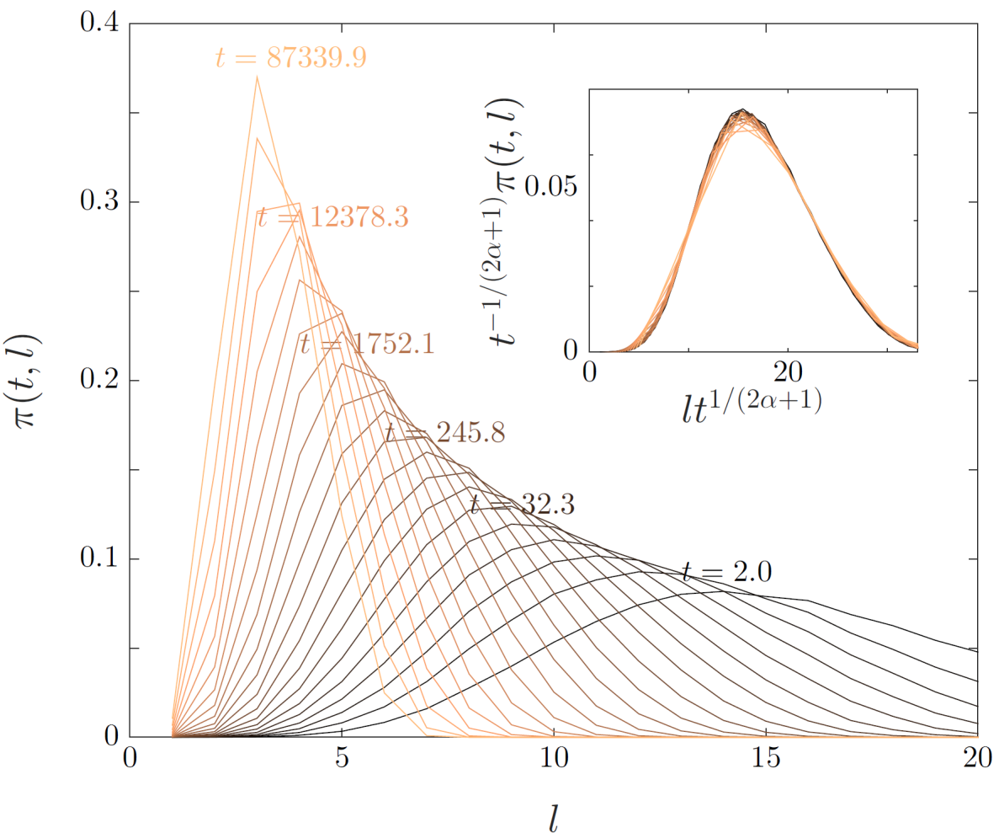 0.4
t = 87339.9
π(t, l)
t^{-1/(2α+1)}π(t, l)
0.05
0
0 20
lt^{1/(2α+1)}
0.3
t = 12378.3
0.2
t = 1752.1
t = 245.8
t = 32.3
0.1
t = 2.0
0
0 5 10 15 20
l